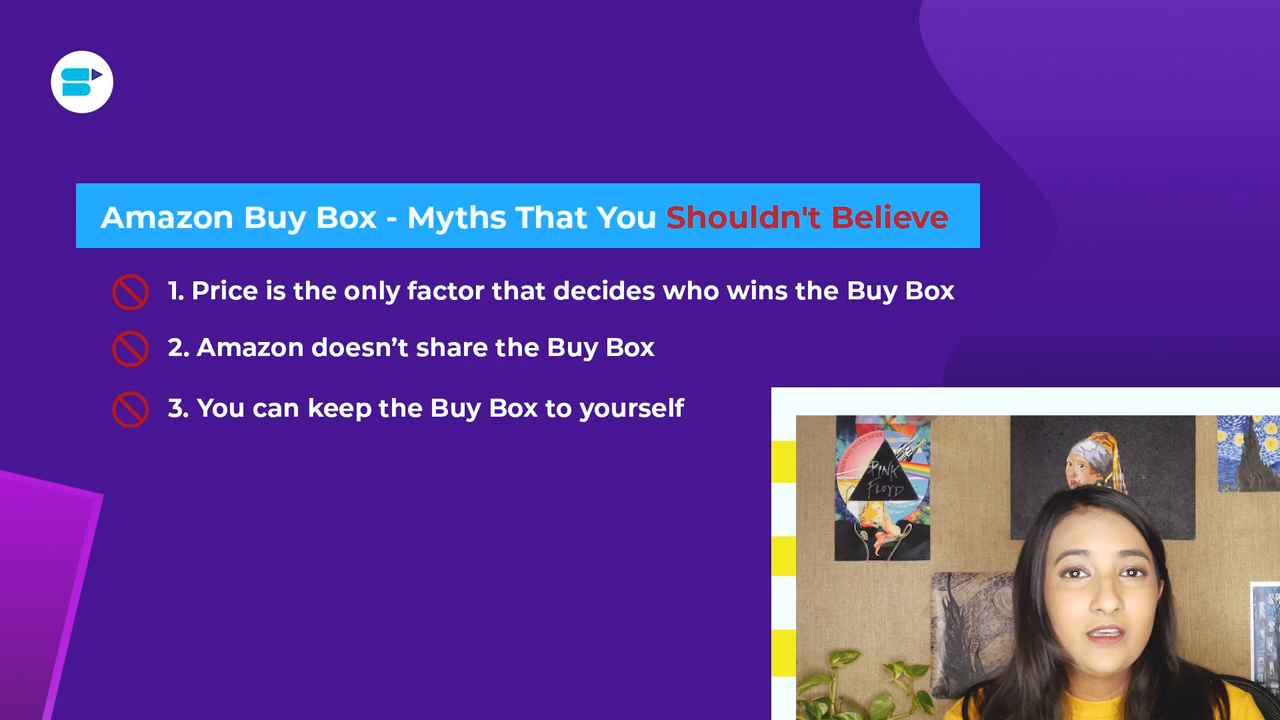 Amazon Buy Box - Myths That You Shouldn't Believe
1. Price is the only factor that decides who wins the Buy Box
2. Amazon doesn’t share the Buy Box
3. You can keep the Buy Box to yourself
PINK
FLOYD